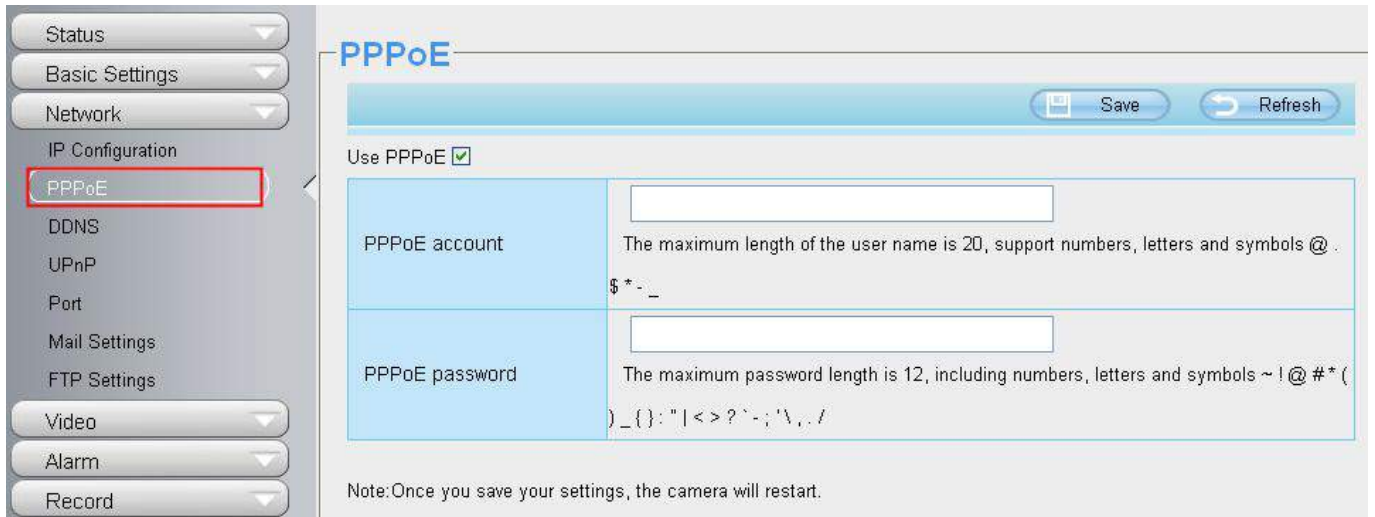 Status
Basic Settings
Network
IP Configuration
PPPoE
DDNS
UPnP
Port
Mail Settings
FTP Settings
Video
Alarm
Record
PPPoE
Save
Refresh
Use PPPoE
PPPoE account
The maximum length of the user name is 20, support numbers, letters and symbols @ .
$ * - _
PPPoE password
The maximum password length is 12, including numbers, letters and symbols ~ ! @ # * (
) _ { } : " | < > ? ` - ; ' \ , . /
Note:Once you save your settings, the camera will restart.